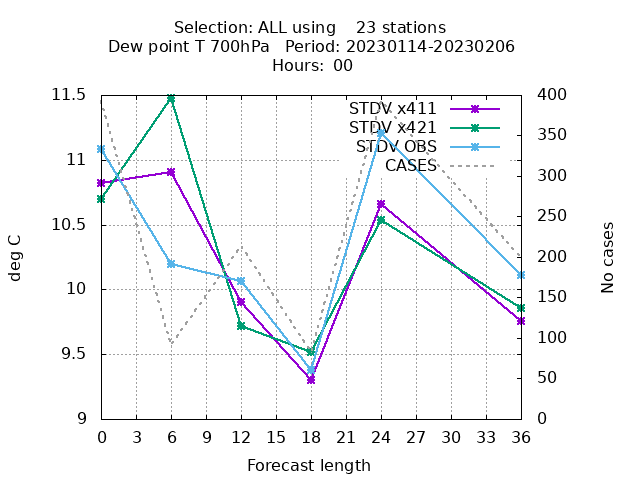 Selection: ALL using    23 stations
Dew point T 700hPa   Period: 20230114-20230206
Hours:  00
STDV x411
STDV x421
STDV OBS
CASES
deg C
11.5
11
10.5
10
9.5
9
400
350
300
250
200
150
100
50
0
No cases
0 3 6 9 12 15 18 21 24 27 30 33 36
Forecast length